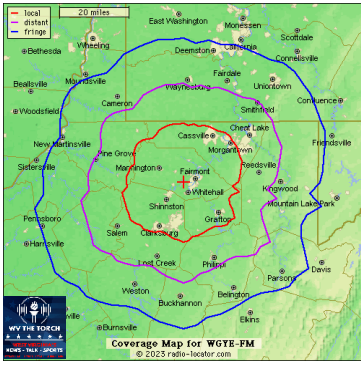 local
distant
fringe
20 miles
East Washington
Monessen
Scottdale
Wheeling
California
Deemston
Bethesda
Connellsville
Moundsville
Fairdale
Waynesburg
Uniontown
Beallsville
Cameron
Smithfield
Confluence
Woodsfield
Cheat Lake
Cassville
New Martinsville
Morgantown
Friendsville
Pine Grove
Sistersville
Mannington
Fairmont
Reedsville
Kingwood
Whitehall
Shinnston
Mountain Lake Park
Pennsboro
Grafton
Salem
Clarksburg
Harrisville
Lost Creek
Philippi
Davis
Parsons
Weston
Belington
Buckhannon
WV THE TORCH
NEWS - TALK - SPORTS
ville
Burnsville
Elkins
Coverage Map for WGYE-FM
© 2023 radio-locator.com